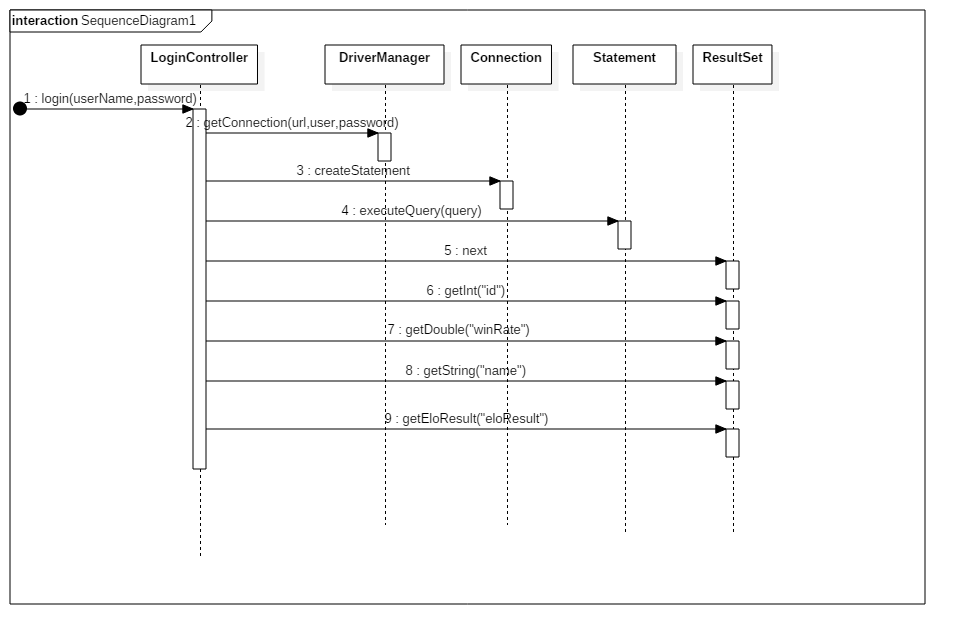 interaction SequenceDiagram1
LoginController
DriverManager
Connection
Statement
ResultSet
1 : login(userName,password)
2 : getConnection(url,user,password)
3 : createStatement
4 : executeQuery(query)
5 : next
6 : getInt("id")
7 : getDouble("winRate")
8 : getString("name")
9 : getEloResult("eloResult")